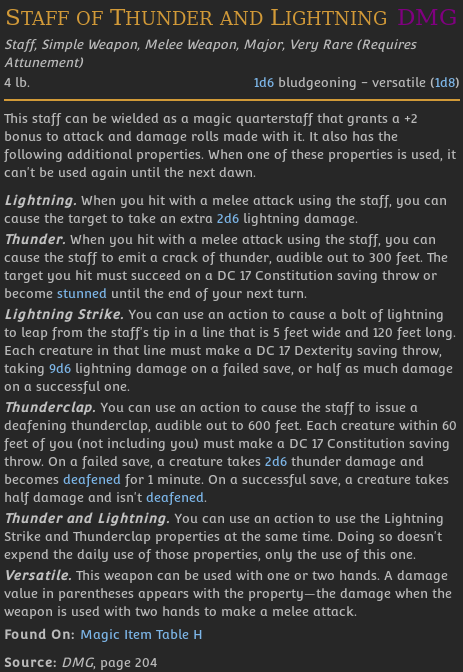 Staff of Thunder and Lightning DMG
Staff, Simple Weapon, Melee Weapon, Major, Very Rare (Requires
Attunement)
4 lb. 1d6 bludgeoning – versatile (1d8)
This staff can be wielded as a magic quarterstaff that grants a +2
bonus to attack and damage rolls made with it. It also has the
following additional properties. When one of these properties is used, it
can't be used again until the next dawn.
Lightning. When you hit with a melee attack using the staff, you can
cause the target to take an extra 2d6 lightning damage.
Thunder. When you hit with a melee attack using the staff, you can
cause the staff to emit a crack of thunder, audible out to 300 feet. The
target you hit must succeed on a DC 17 Constitution saving throw or
become stunned until the end of your next turn.
Lightning Strike. You can use an action to cause a bolt of lightning
to leap from the staff's tip in a line that is 5 feet wide and 120 feet long.
Each creature in that line must make a DC 17 Dexterity saving throw,
taking 9d6 lightning damage on a failed save, or half as much damage
on a successful one.
Thunderclap. You can use an action to cause the staff to issue a
deafening thunderclap, audible out to 600 feet. Each creature within 60
feet of you (not including you) must make a DC 17 Constitution saving
throw. On a failed save, a creature takes 2d6 thunder damage and
becomes deafened for 1 minute. On a successful save, a creature takes
half damage and isn't deafened.
Thunder and Lightning. You can use an action to use the Lightning
Strike and Thunderclap properties at the same time. Doing so doesn't
expend the daily use of those properties, only the use of this one.
Versatile. This weapon can be used with one or two hands. A damage
value in parentheses appears with the property—the damage when the
weapon is used with two hands to make a melee attack.
Found On: Magic Item Table H
Source: DMG, page 204